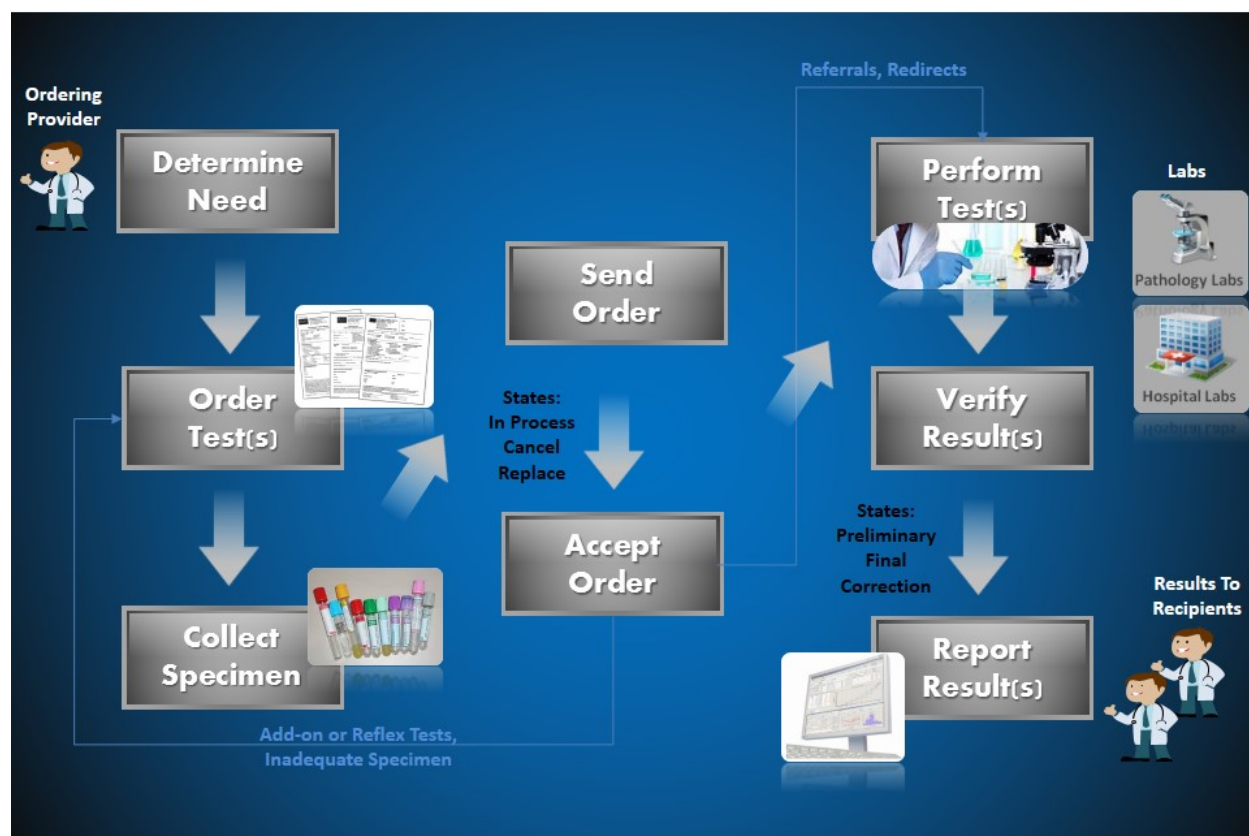 Ordering
Provider
Determine
Need
Order
Test(s)
Collect
Specimen
Add-on or Reflex Tests,
Inadequate Specimen
Send
Order
States:
In Process
Cancel
Replace
Accept
Order
Referrals, Redirects
Perform
Test(s)
Verify
Result(s)
States:
Preliminary
Final
Correction
Report
Result(s)
Labs
Pathology Labs
Hospital Labs
Results To
Recipients